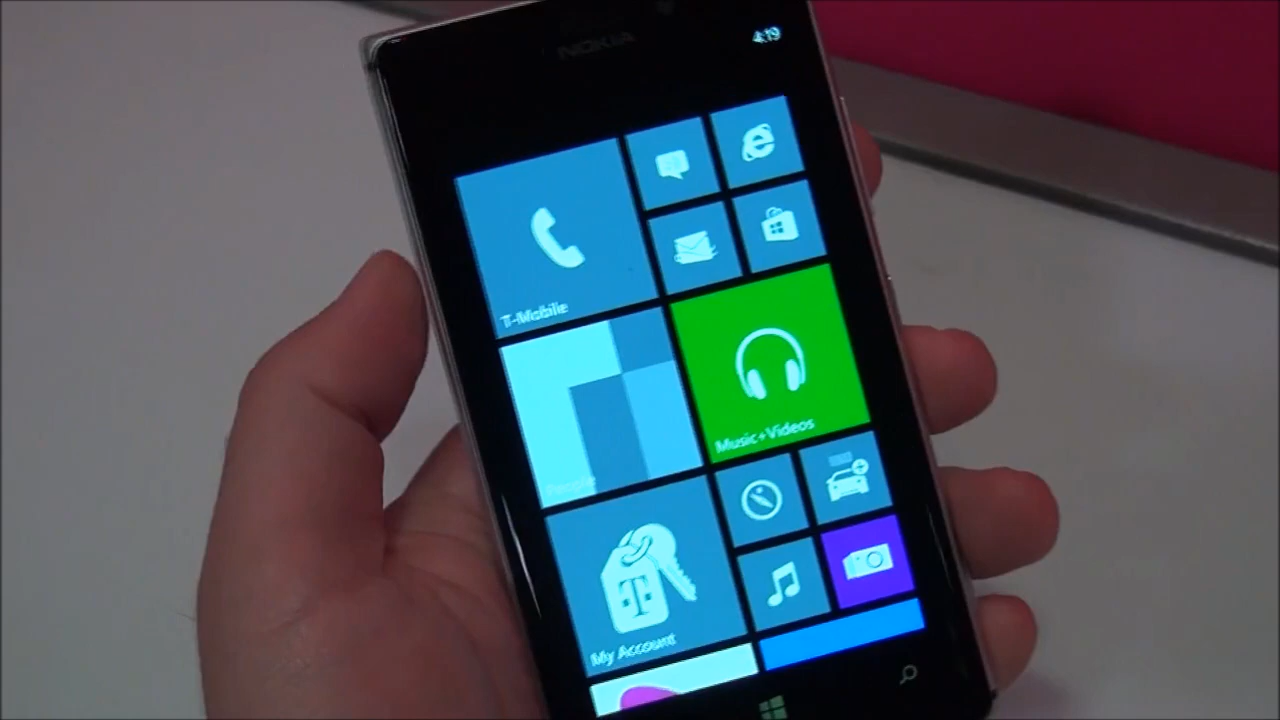 NOKIA
4:19
T-Mobile
People
Music+Videos
T
My Account